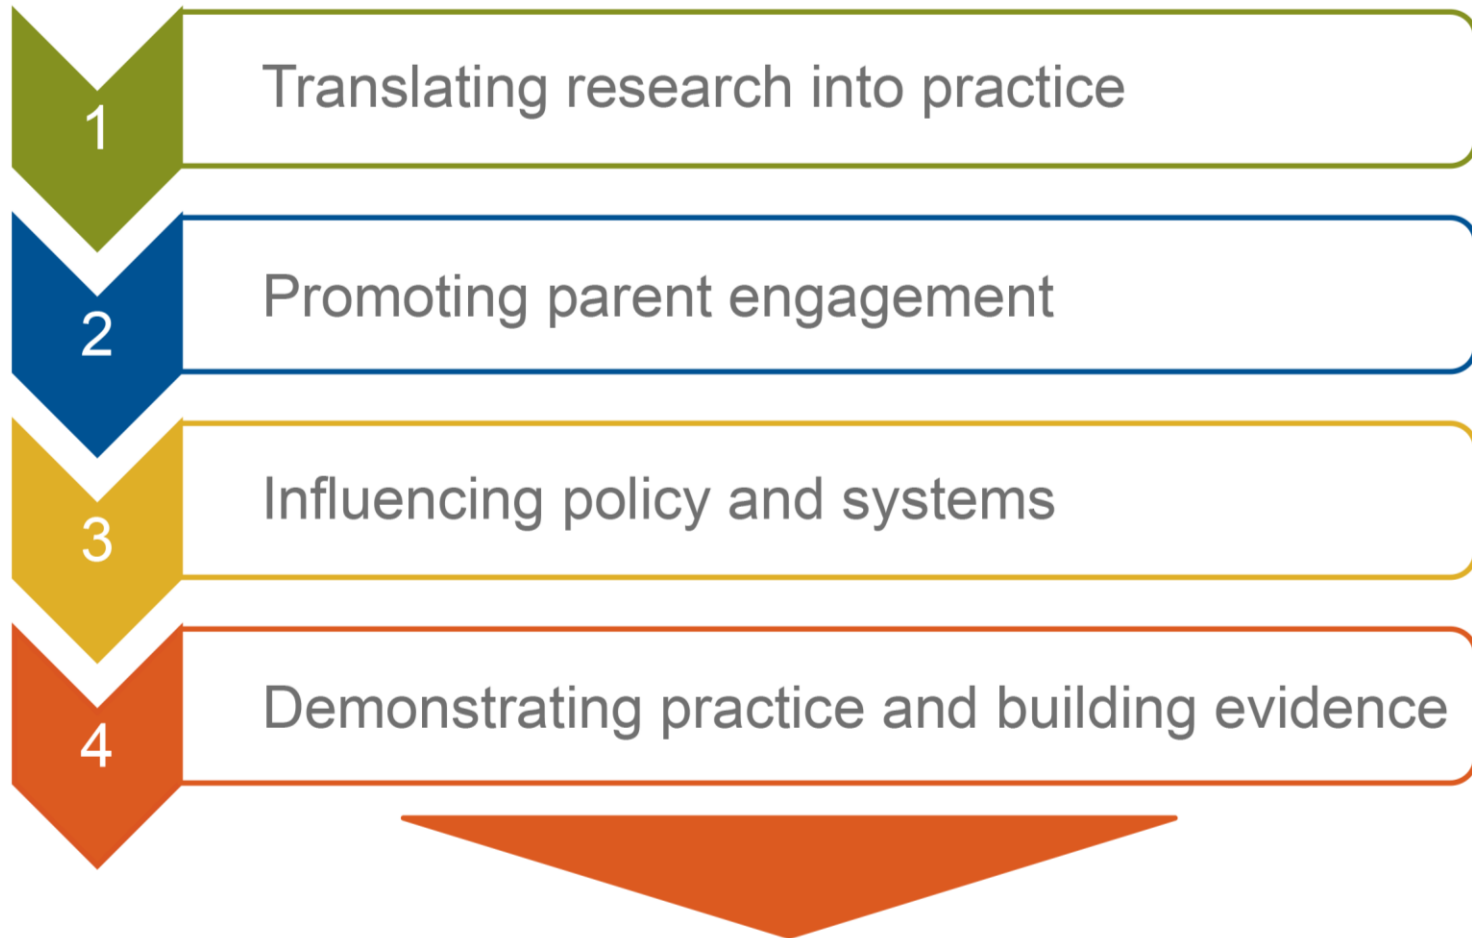 1
Translating research into practice
2
Promoting parent engagement
3
Influencing policy and systems
4
Demonstrating practice and building evidence